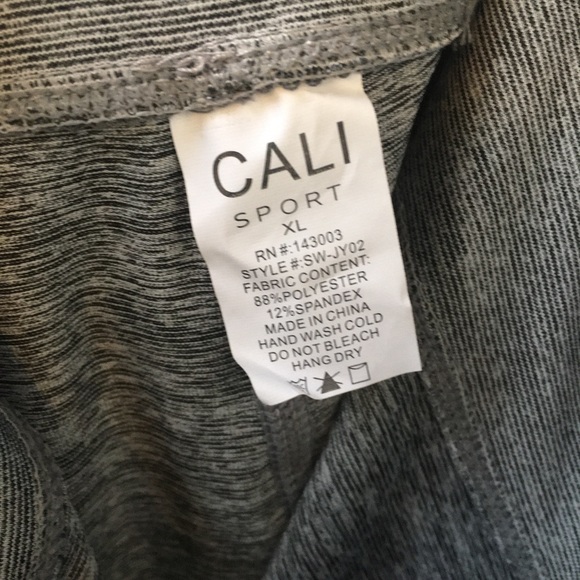 CALI
SPORT
XL
RN#:143003
STYLE#:SW-JY02
FABRIC CONTENT:
88%POLYESTER
12%SPANDEX
MADE IN CHINA
HAND WASH COLD
DO NOT BLEACH
HANG DRY